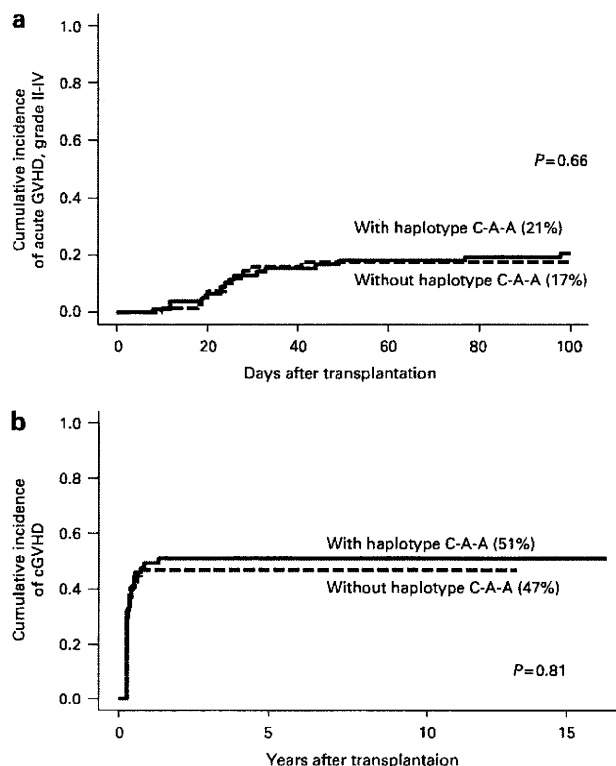 a
Cumulative incidence
of acute GVHD, grade II-IV
1.0
0.8
0.6
0.4
0.2
0.0
P=0.66
With haplotype C-A-A (21%)
Without haplotype C-A-A (17%)
0 20 40 60 80 100
Days after transplantation
b
Cumulative incidence
of cGVHD
1.0
0.8
0.6
0.4
0.2
0.0
With haplotype C-A-A (51%)
Without haplotype C-A-A (47%)
P=0.81
0 5 10 15
Years after transplantaion